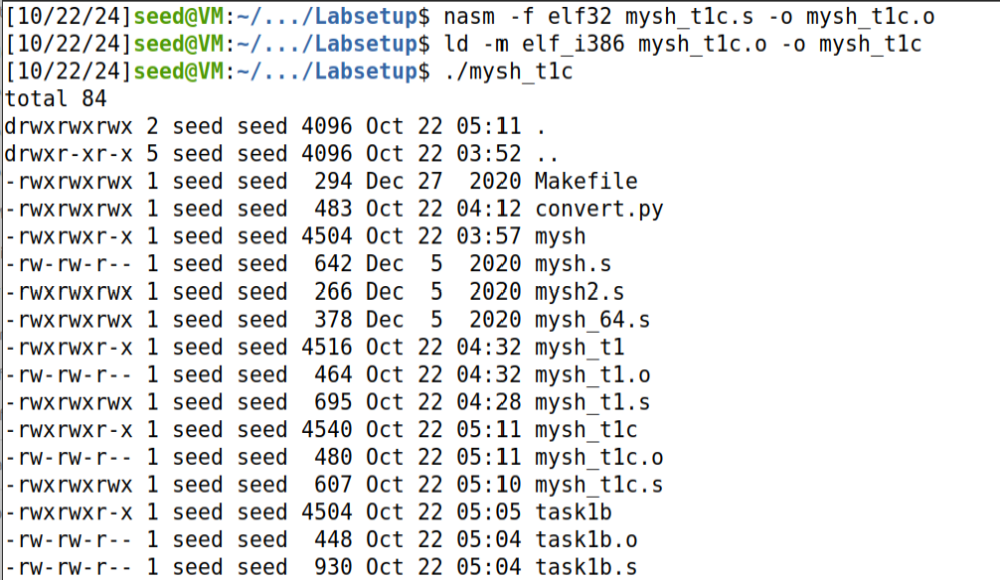 [10/22/24]seed@VM:~/.../Labsetup$ nasm -f elf32 mysh_t1c.s -o mysh_t1c.o
[10/22/24]seed@VM:~/.../Labsetup$ ld -m elf_i386 mysh_t1c.o -o mysh_t1c
[10/22/24]seed@VM:~/.../Labsetup$ ./mysh_t1c
total 84
drwxrwxrwx 2 seed seed 4096 Oct 22 05:11 .
drwxr-xr-x 5 seed seed 4096 Oct 22 03:52 ..
-rwxrwxrwx 1 seed seed  294 Dec 27  2020 Makefile
-rwxrwxrwx 1 seed seed  483 Oct 22 04:12 convert.py
-rwxrwxr-x 1 seed seed 4504 Oct 22 03:57 mysh
-rw-rw-r-- 1 seed seed  642 Dec  5  2020 mysh.s
-rwxrwxrwx 1 seed seed  266 Dec  5  2020 mysh2.s
-rwxrwxrwx 1 seed seed  378 Dec  5  2020 mysh_64.s
-rwxrwxr-x 1 seed seed 4516 Oct 22 04:32 mysh_t1
-rw-rw-r-- 1 seed seed  464 Oct 22 04:32 mysh_t1.o
-rwxrwxrwx 1 seed seed  695 Oct 22 04:28 mysh_t1.s
-rwxrwxr-x 1 seed seed 4540 Oct 22 05:11 mysh_t1c
-rw-rw-r-- 1 seed seed  480 Oct 22 05:11 mysh_t1c.o
-rwxrwxrwx 1 seed seed  607 Oct 22 05:10 mysh_t1c.s
-rwxrwxr-x 1 seed seed 4504 Oct 22 05:05 task1b
-rw-rw-r-- 1 seed seed  448 Oct 22 05:04 task1b.o
-rw-rw-r-- 1 seed seed  930 Oct 22 05:04 task1b.s